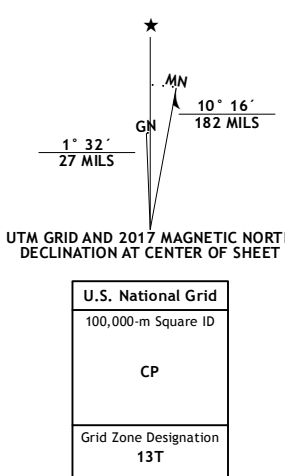 ★
MN
GN
10° 16´
182 MILS
1° 32´
27 MILS
UTM GRID AND 2017 MAGNETIC NORT
DECLINATION AT CENTER OF SHEET
U.S. National Grid
100,000-m Square ID
CP
Grid Zone Designation
13T